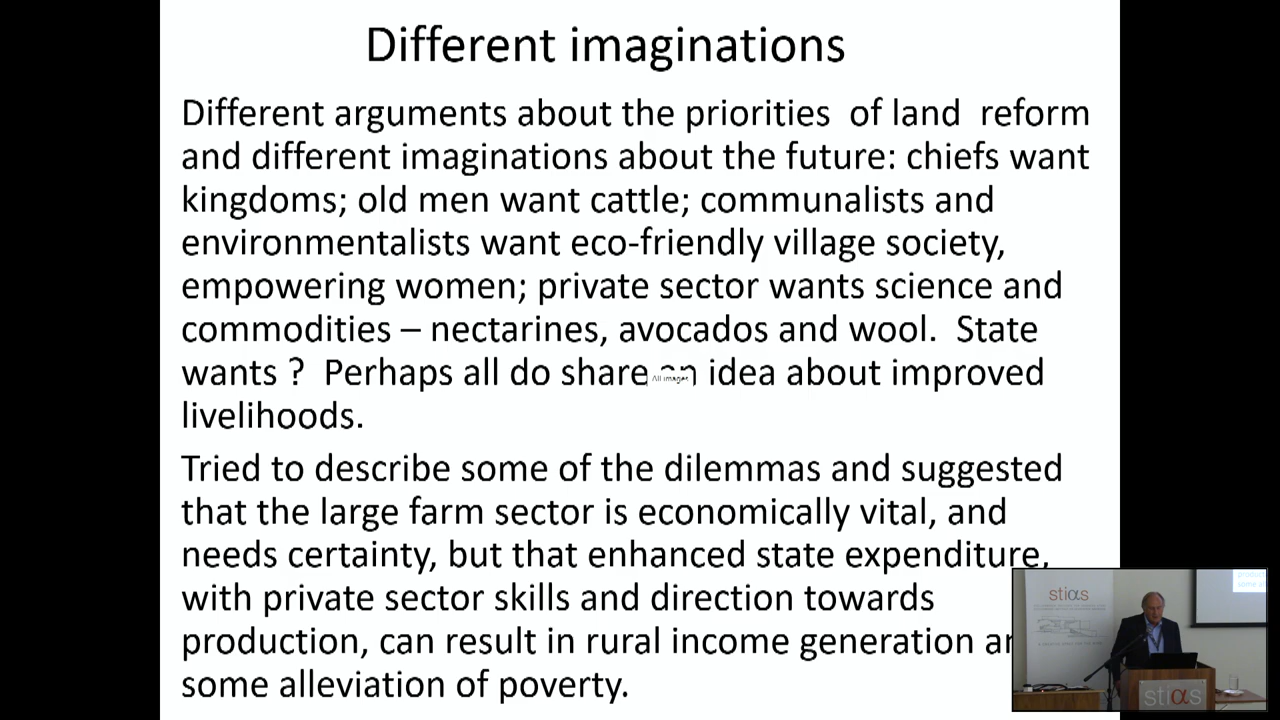 Different imaginations
Different arguments about the priorities of land reform
and different imaginations about the future: chiefs want
kingdoms; old men want cattle; communalists and
environmentalists want eco-friendly village society,
empowering women; private sector wants science and
commodities – nectarines, avocados and wool. State
wants ? Perhaps all do share an idea about improved
All images
livelihoods.
Tried to describe some of the dilemmas and suggested
that the large farm sector is economically vital, and
needs certainty, but that enhanced state expenditure,
with private sector skills and direction towards
production, can result in rural income generation
some alleviation of poverty.
stias
stias